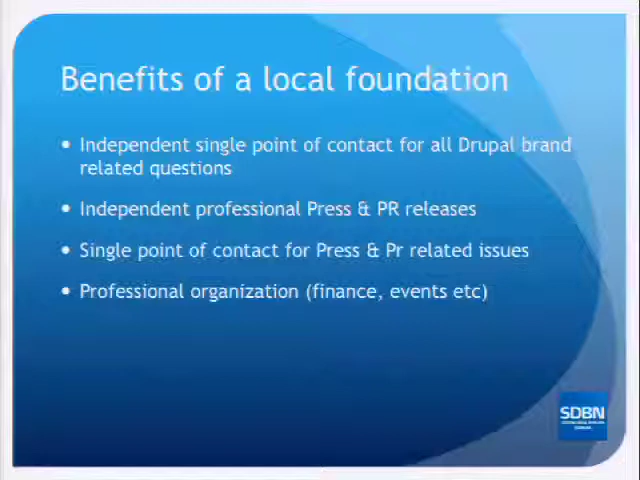 Benefits of a local foundation
• Independent single point of contact for all Drupal brand
related questions
• Independent professional Press & PR releases
• Single point of contact for Press & Pr related issues
• Professional organization (finance, events etc)
SDBN